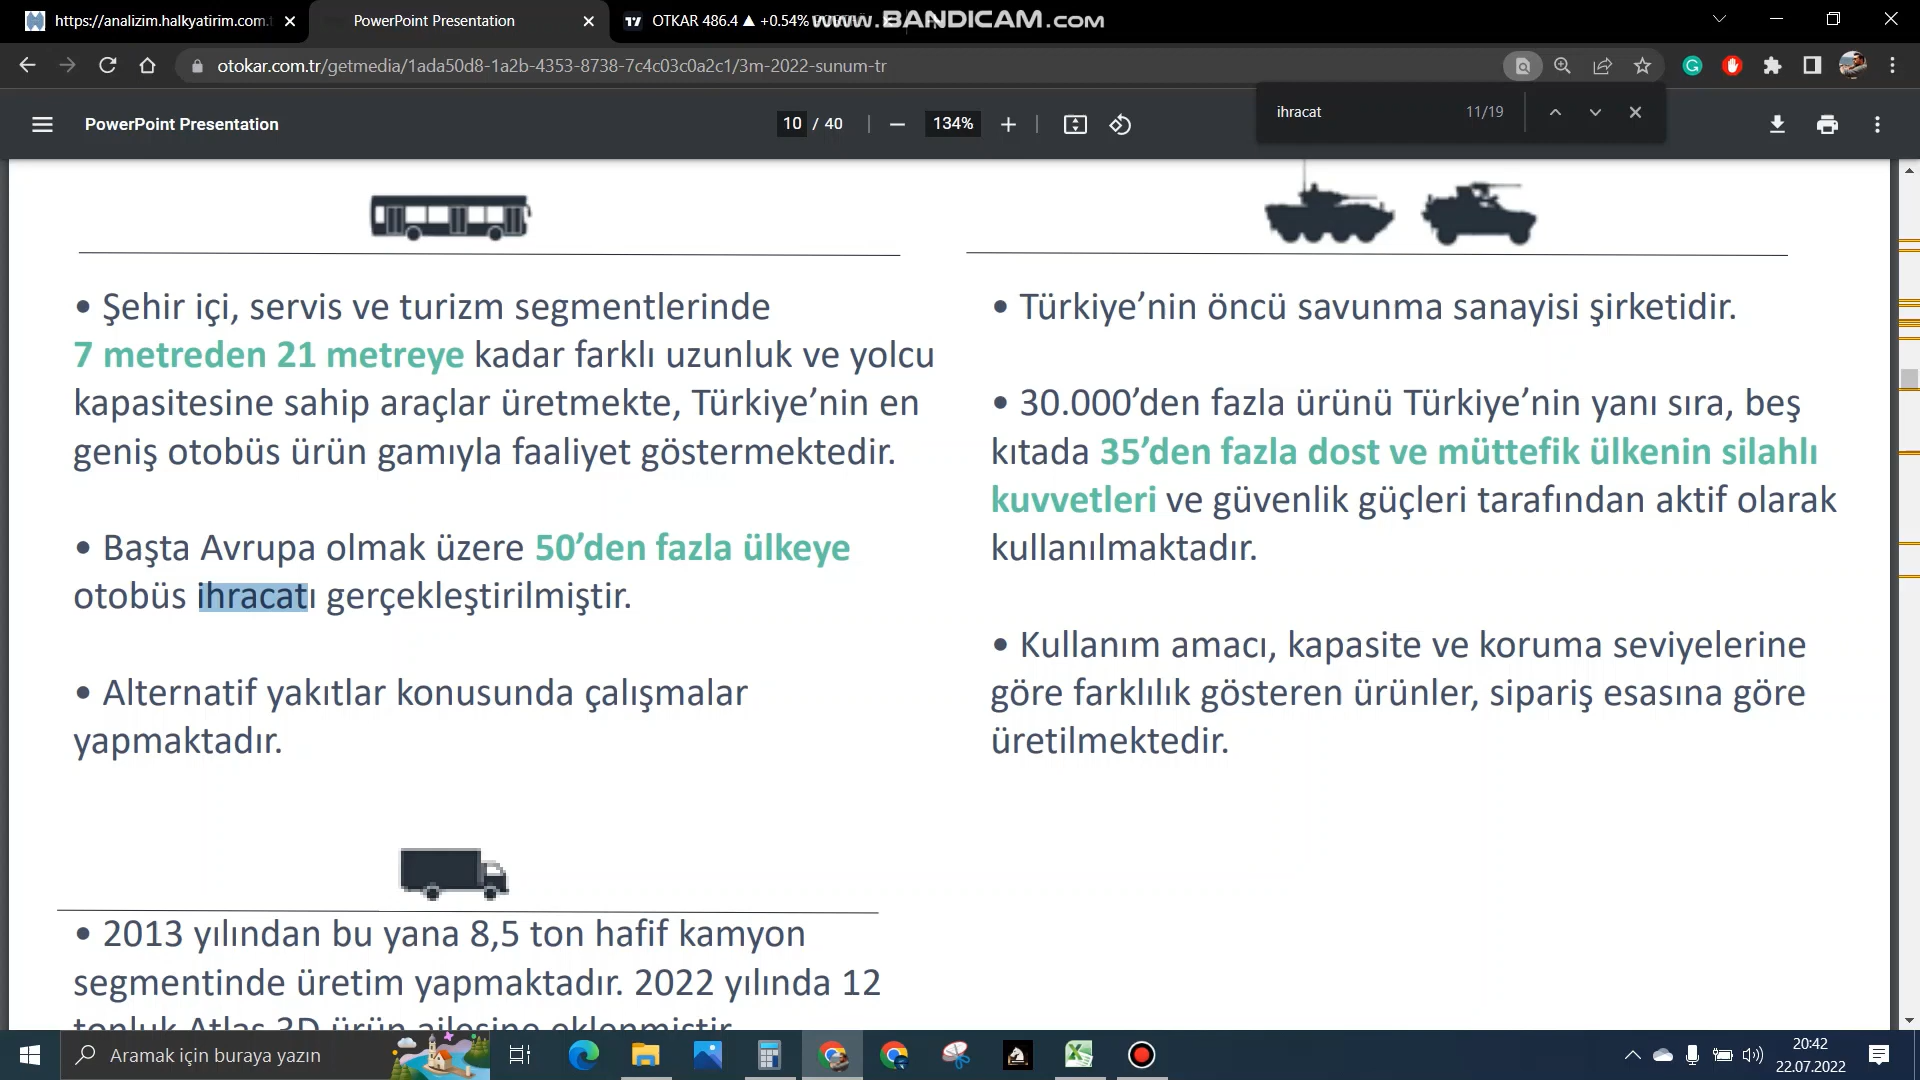 https://analizim.halkyatirim.com.
PowerPoint Presentation
OTKAR 486.4 ▲ +0.54%
www.BANDICAM.com
otokar.com.tr/getmedia/1ada50d8-1a2b-4353-8738-7c4c03c0a2c1/3m-2022-sunum-tr
ihracat 11/19
PowerPoint Presentation
10 / 40
134%
• Şehir içi, servis ve turizm segmentlerinde
7 metreden 21 metreye kadar farklı uzunluk ve yolcu
kapasitesine sahip araçlar üretmekte, Türkiye’nin en
geniş otobüs ürün gamıyla faaliyet göstermektedir.
• Başta Avrupa olmak üzere 50’den fazla ülkeye
otobüs ihracatı gerçekleştirilmiştir.
• Alternatif yakıtlar konusunda çalışmalar
yapmaktadır.
• Türkiye’nin öncü savunma sanayisi şirketidir.
• 30.000’den fazla ürünü Türkiye’nin yanı sıra, beş
kıtada 35’den fazla dost ve müttefik ülkenin silahlı
kuvvetleri ve güvenlik güçleri tarafından aktif olarak
kullanılmaktadır.
• Kullanım amacı, kapasite ve koruma seviyelerine
göre farklılık gösteren ürünler, sipariş esasına göre
üretilmektedir.
• 2013 yılından bu yana 8,5 ton hafif kamyon
segmentinde üretim yapmaktadır. 2022 yılında 12
tonluk Atlas 3D ürün ailesine eklenmiştir
Aramak için buraya yazın
20:42
22.07.2022